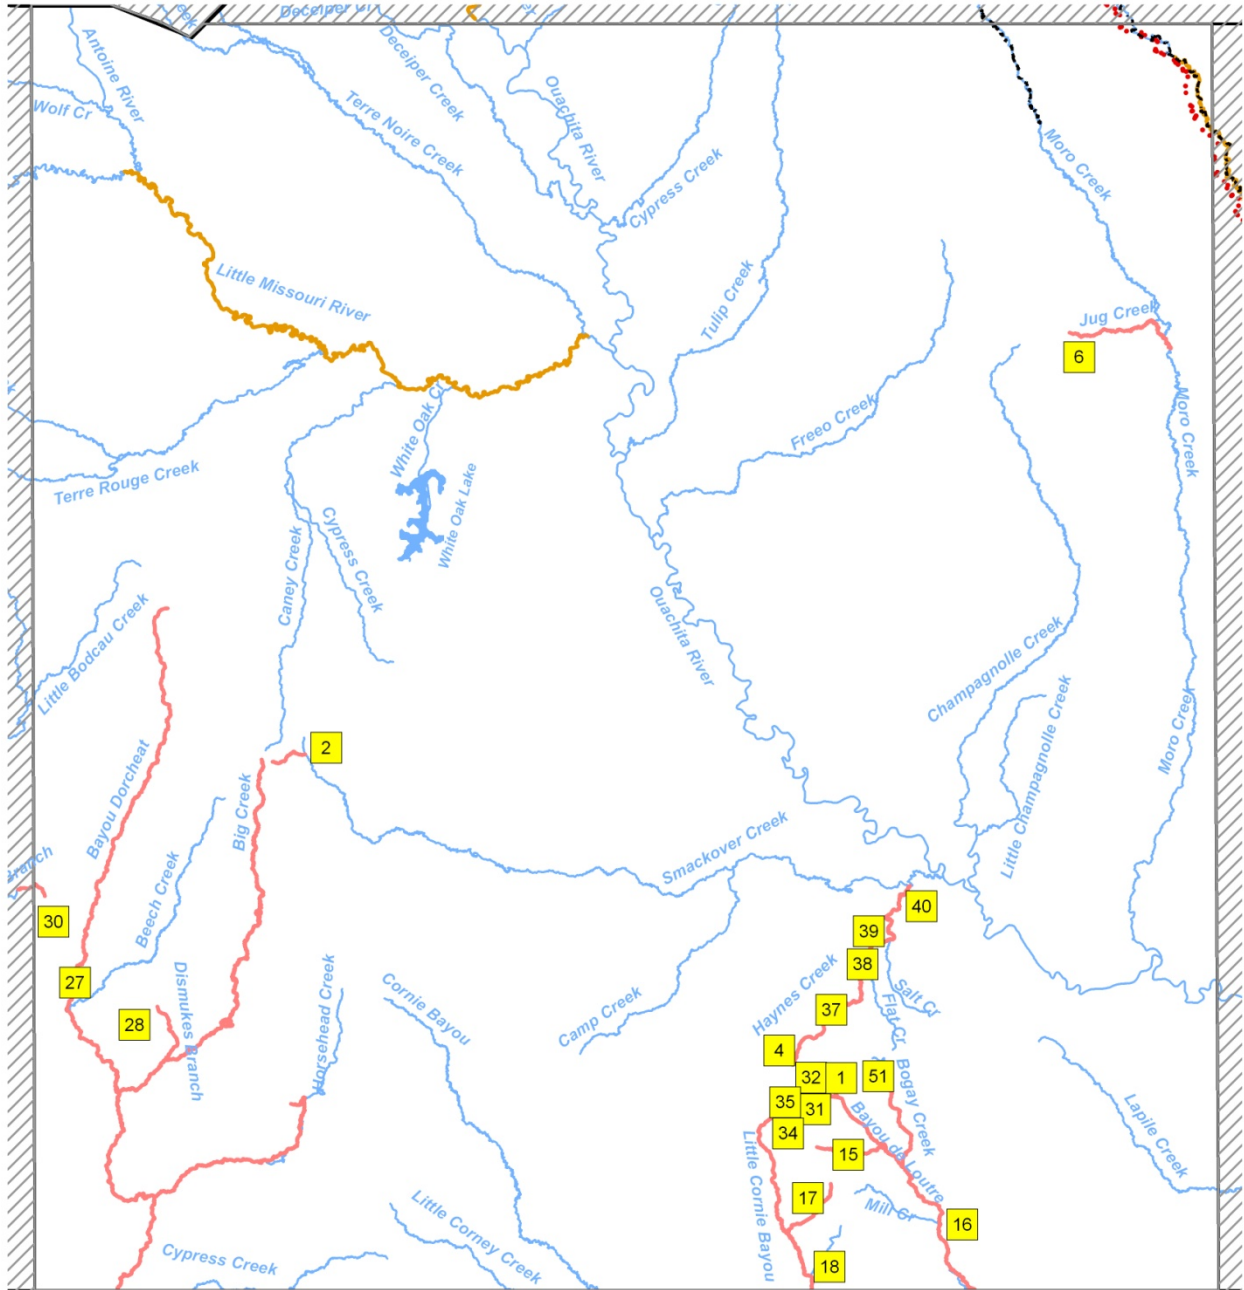 Deceiper Cr
Antoine River
Deceiper Creek
Wolf Cr
Terre Noire Creek
Ouachita River
Cypress Creek
Moro Creek
Little Missouri River
Tulip Creek
Jug Creek
6
White Oak Cr
Freeo Creek
Moro Creek
Terre Rouge Creek
White Oak Lake
Caney Creek
Cypress Creek
Little Bodcau Creek
Ouachita River
Champagnolle Creek
Little Champagnolle Creek
Moro Creek
2
Bayou Dorcheat
Big Creek
Smackover Creek
Beech Creek
30
40
39
38
27
Dismukes Branch
Horsehead Creek
Cornie Bayou
Camp Creek
Haynes Creek
Salt Cr
Flat Cr
37
28
4
32
1
51
Bogay Creek
35
31
Bayou de Loutre
34
Lapile Creek
Little Cornie Bayou
15
17
Mill Cr
16
Little Corney Creek
Cypress Creek
18